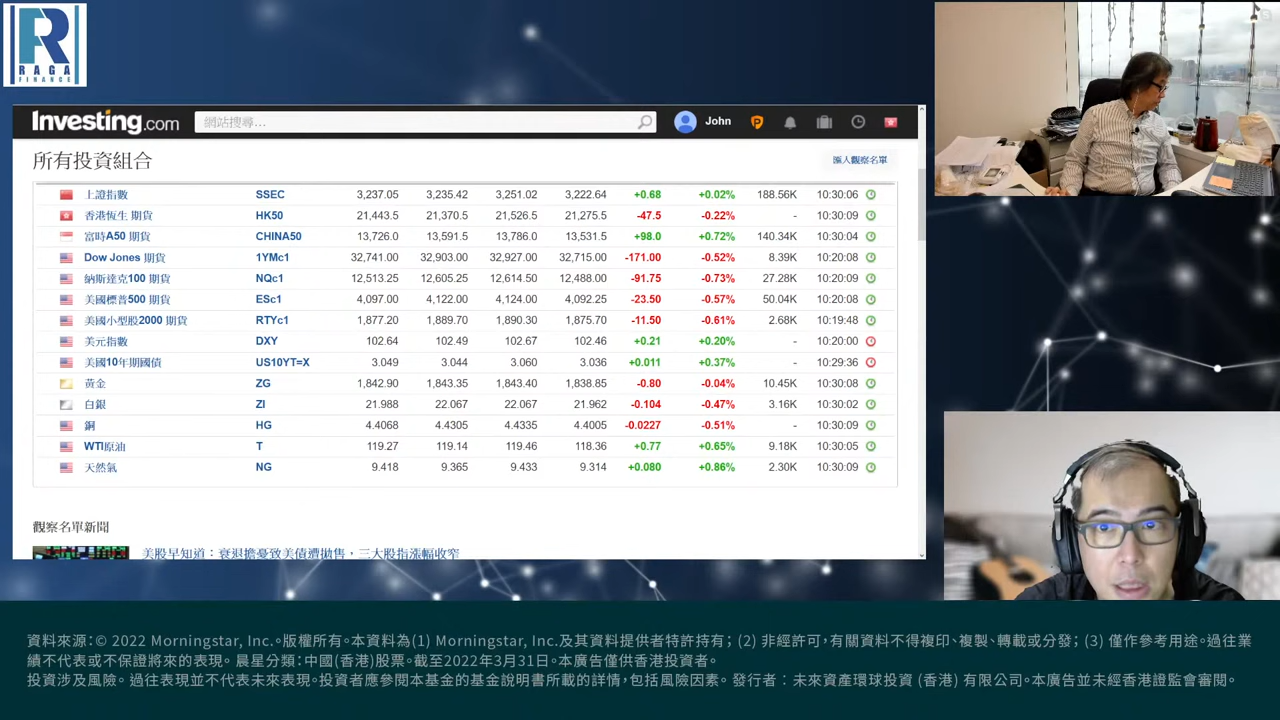 R
RAGA
FINANCE
Investing.com
網站搜尋...
John
所有投資組合
匯入觀察名單
上證指數 SSEC 3,237.05 3,235.42 3,251.02 3,222.64 +0.68 +0.02% 188.56K 10:30:06
香港恆生 期貨 HK50 21,443.5 21,370.5 21,526.5 21,275.5 -47.5 -0.22% - 10:30:09
富時A50 期貨 CHINA50 13,726.0 13,591.5 13,786.0 13,531.5 +98.0 +0.72% 140.34K 10:30:04
Dow Jones 期貨 1YMc1 32,741.00 32,903.00 32,927.00 32,715.00 -171.00 -0.52% 8.39K 10:20:08
納斯達克100 期貨 NQc1 12,513.25 12,605.25 12,614.50 12,488.00 -91.75 -0.73% 27.28K 10:20:09
美國標普500 期貨 ESc1 4,097.00 4,122.00 4,124.00 4,092.25 -23.50 -0.57% 50.04K 10:20:08
美國小型股2000 期貨 RTYc1 1,877.20 1,889.70 1,890.30 1,875.70 -11.50 -0.61% 2.68K 10:19:48
美元指數 DXY 102.64 102.49 102.67 102.46 +0.21 +0.20% - 10:20:00
美國10年期國債 US10YT=X 3.049 3.044 3.060 3.036 +0.011 +0.37% - 10:29:36
黃金 ZG 1,842.90 1,843.35 1,843.40 1,838.85 -0.80 -0.04% 10.45K 10:30:08
白銀 ZI 21.988 22.067 22.067 21.962 -0.104 -0.47% 3.16K 10:30:02
銅 HG 4.4068 4.4305 4.4335 4.4005 -0.0227 -0.51% - 10:30:09
WTI原油 T 119.27 119.14 119.46 118.36 +0.77 +0.65% 9.18K 10:30:05
天然氣 NG 9.418 9.365 9.433 9.314 +0.080 +0.86% 2.30K 10:30:09
觀察名單新聞
美股早知道：衰退擔憂致美債遭拋售，三大股指漲幅收窄
資料來源：© 2022 Morningstar, Inc.。版權所有。本資料為(1) Morningstar, Inc.及其資料提供者特許持有； (2) 非經許可，有關資料不得複印、複製、轉載或分發； (3) 僅作參考用途。過往業
績不代表或不保證將來的表現。 晨星分類：中國(香港)股票。截至2022年3月31日。本廣告僅供香港投資者。
投資涉及風險。 過往表現並不代表未來表現。投資者應參閱本基金的基金說明書所載的詳情，包括風險因素。 發行者： 未來資產環球投資 (香港) 有限公司。本廣告並未經香港證監會審閱。